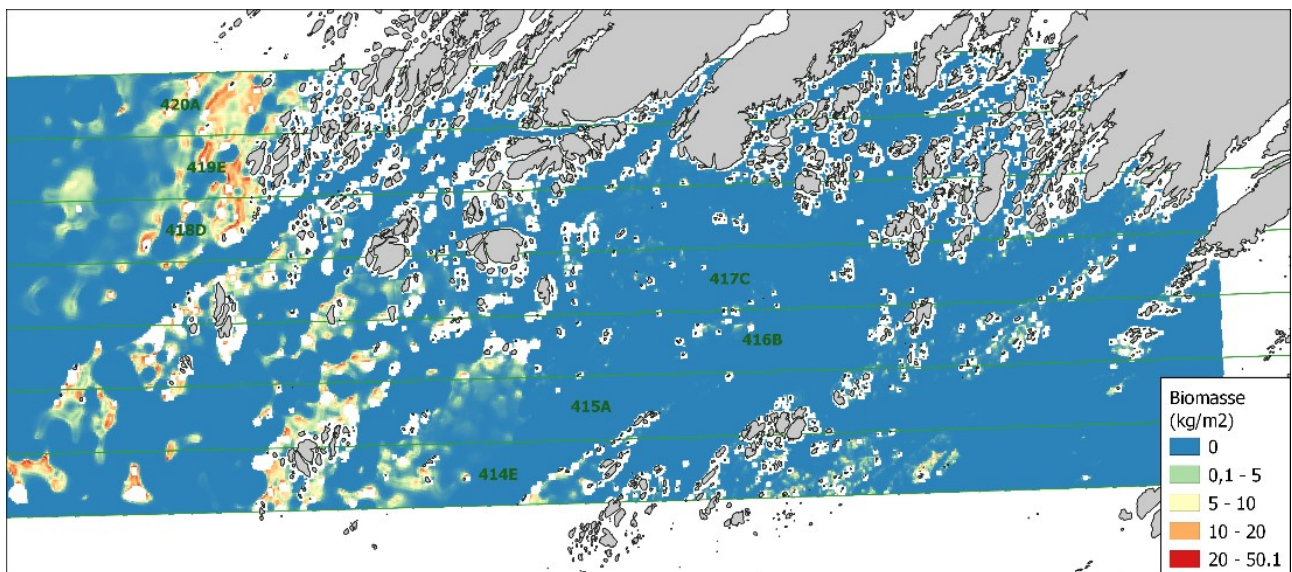 420A
419E
418D
417C
416B
415A
414E
Biomasse
(kg/m2)
0
0,1 - 5
5 - 10
10 - 20
20 - 50.1